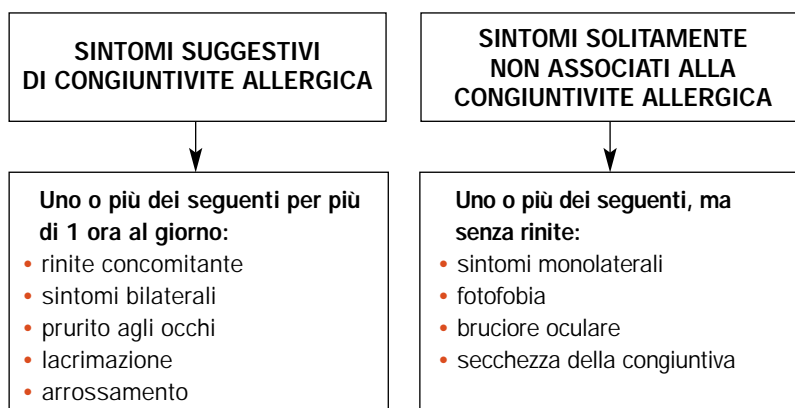 SINTOMI SUGGESTIVI
DI CONGIUNTIVITE ALLERGICA
Uno o più dei seguenti per più
di 1 ora al giorno:
• rinite concomitante
• sintomi bilaterali
• prurito agli occhi
• lacrimazione
• arrossamento
SINTOMI SOLITAMENTE
NON ASSOCIATI ALLA
CONGIUNTIVITE ALLERGICA
Uno o più dei seguenti, ma
senza rinite:
• sintomi monolaterali
• fotofobia
• bruciore oculare
• secchezza della congiuntiva